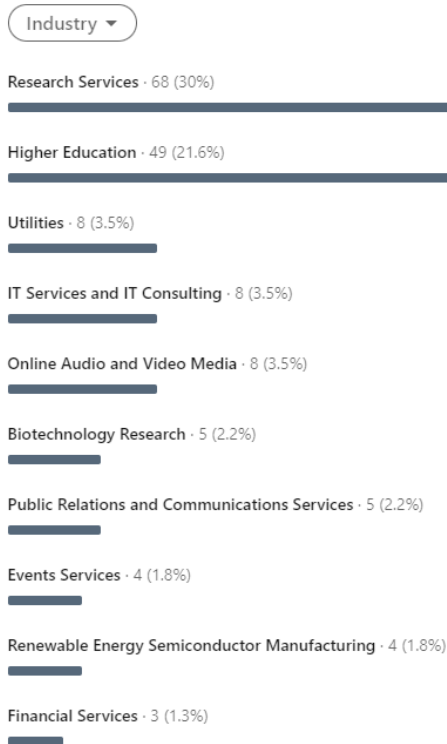 Industry
Research Services · 68 (30%)
Higher Education · 49 (21.6%)
Utilities · 8 (3.5%)
IT Services and IT Consulting · 8 (3.5%)
Online Audio and Video Media · 8 (3.5%)
Biotechnology Research · 5 (2.2%)
Public Relations and Communications Services · 5 (2.2%)
Events Services · 4 (1.8%)
Renewable Energy Semiconductor Manufacturing · 4 (1.8%)
Financial Services · 3 (1.3%)